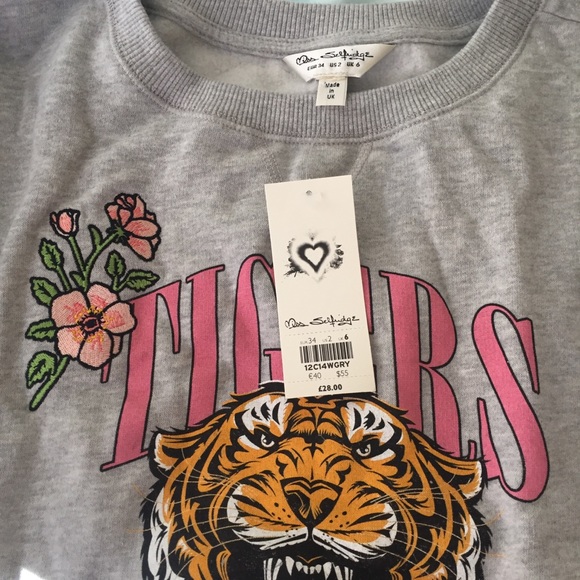 Miss Selfridge
EUR 34 US 2 UK 6
Made
in
UK
TIGERS
Miss Selfridge
EUR 34 US 2 UK 6
12C14WGRY
€40 $55
£28.00